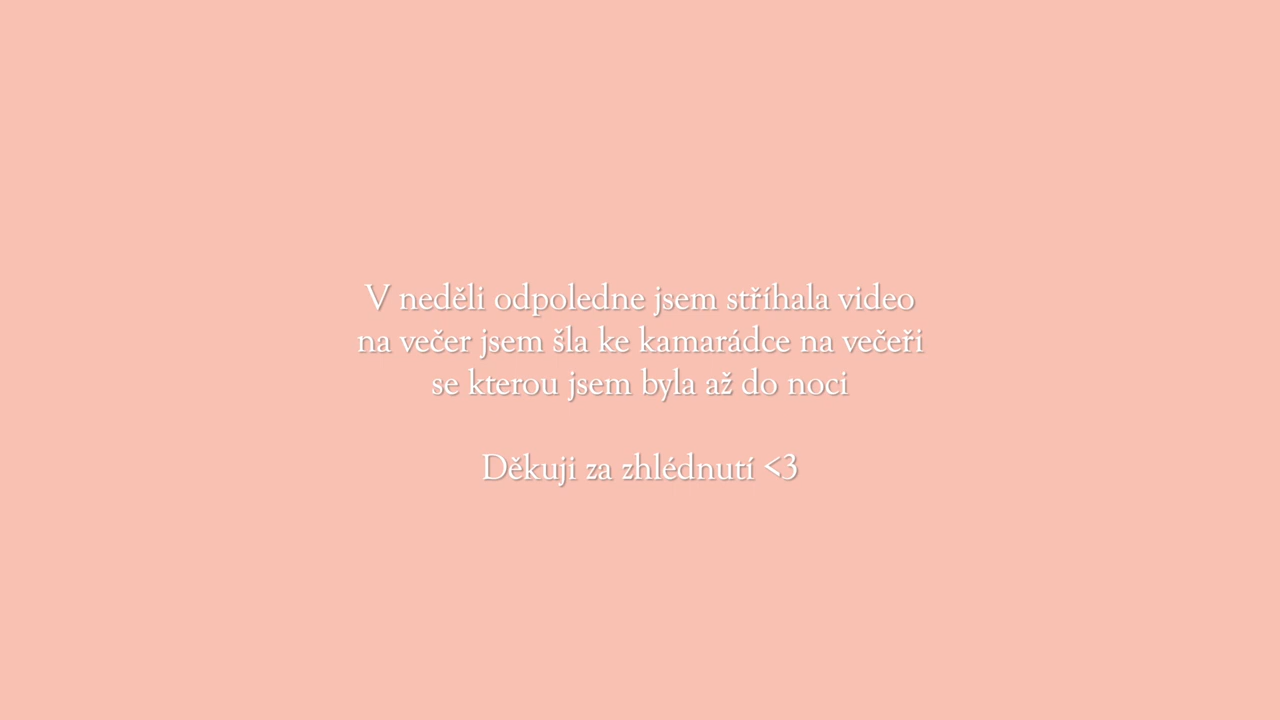 V neděli odpoledne jsem stříhala video
na večer jsem šla ke kamarádce na večeři
se kterou jsem byla až do noci
Děkuji za zhlédnutí <3